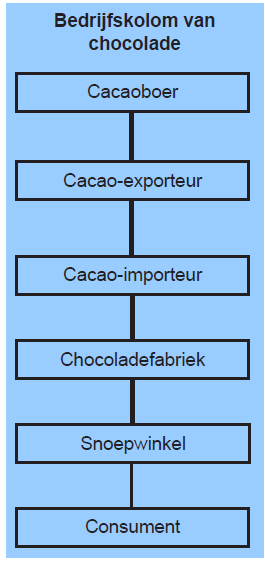 Bedrijfskolom van
chocolade
Cacaoboer
Cacao-exporteur
Cacao-importeur
Chocoladefabriek
Snoepwinkel
Consument